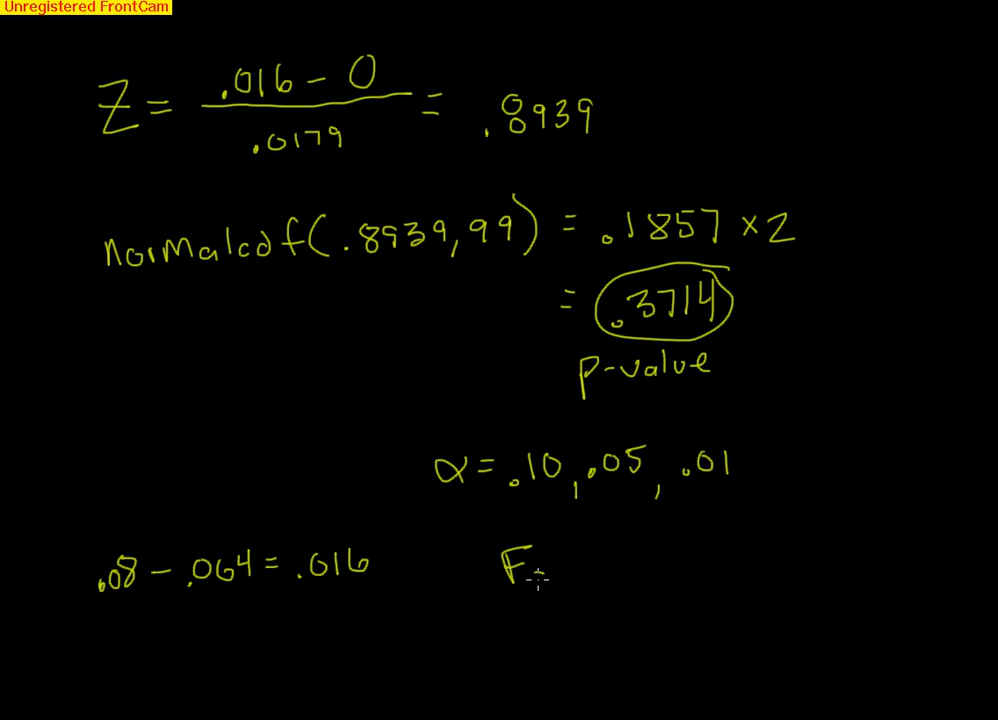 Unregistered FrontCam
Z = .016 - 0 / .0179 = .8939
normalcdf(.8939, 99) = .1857 × 2
= .3714
p-value
α = .10, .05, .01
.08 - .064 = .016
F